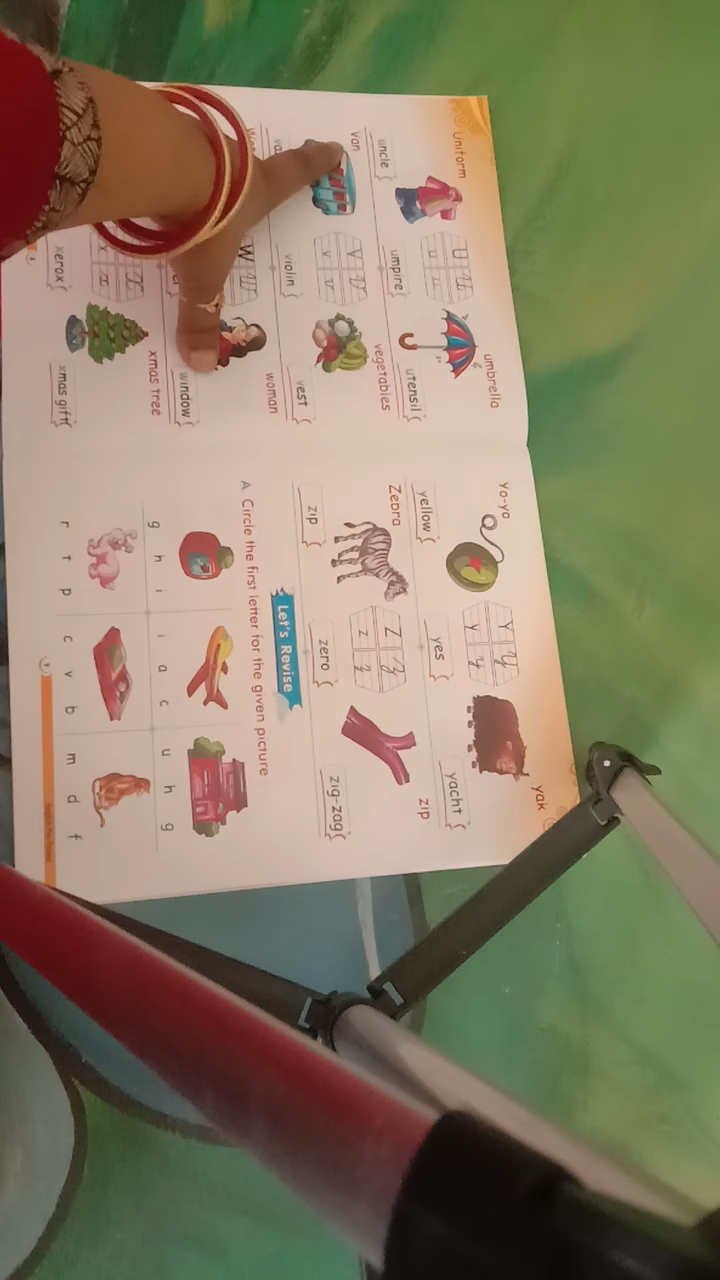 Uniform
umbrella
U u
u u
uncle
umpire
utensil
Van
vegetables
V v
v v
violin
vest
W w
woman
window
xmas tree
x x
xerox
xmas gift
Yo-yo
yak
Y y
y y
yellow
yes
yacht
Zebra
zip
Z z
z z
zip
zero
zig-zag
Let's Revise
A. Circle the first letter for the given picture
g h i
i a c
u h g
r t p
c v b
m d f